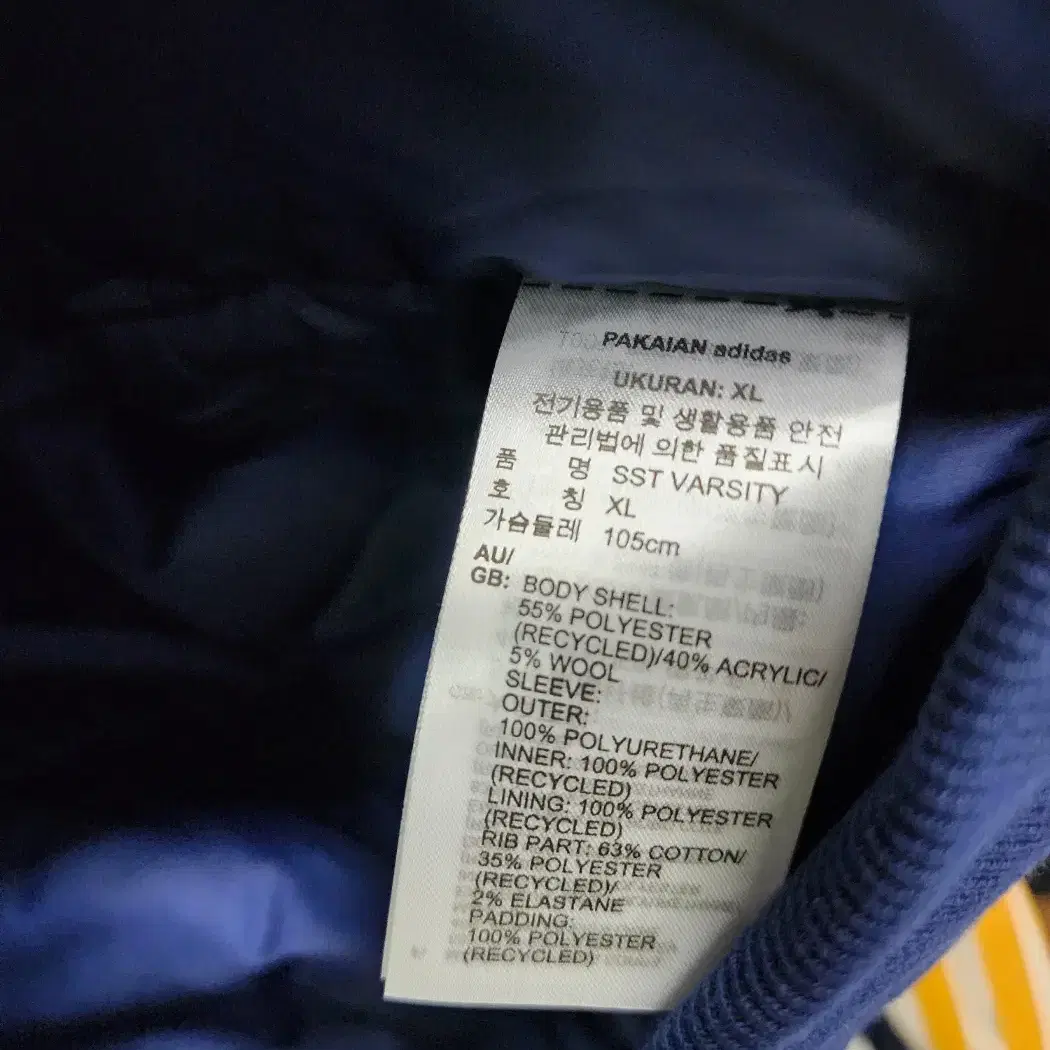 PAKAIAN adidas
UKURAN: XL
전기용품 및 생활용품 안전
관리법에 의한 품질표시
품 명 SST VARSITY
호 칭 XL
가슴둘레 105cm
AU/
GB: BODY SHELL:
55% POLYESTER
(RECYCLED)/40% ACRYLIC/
5% WOOL
SLEEVE:
OUTER:
100% POLYURETHANE/
INNER: 100% POLYESTER
(RECYCLED)
LINING: 100% POLYESTER
(RECYCLED)
RIB PART: 63% COTTON/
35% POLYESTER
(RECYCLED)/
2% ELASTANE
PADDING:
100% POLYESTER
(RECYCLED)